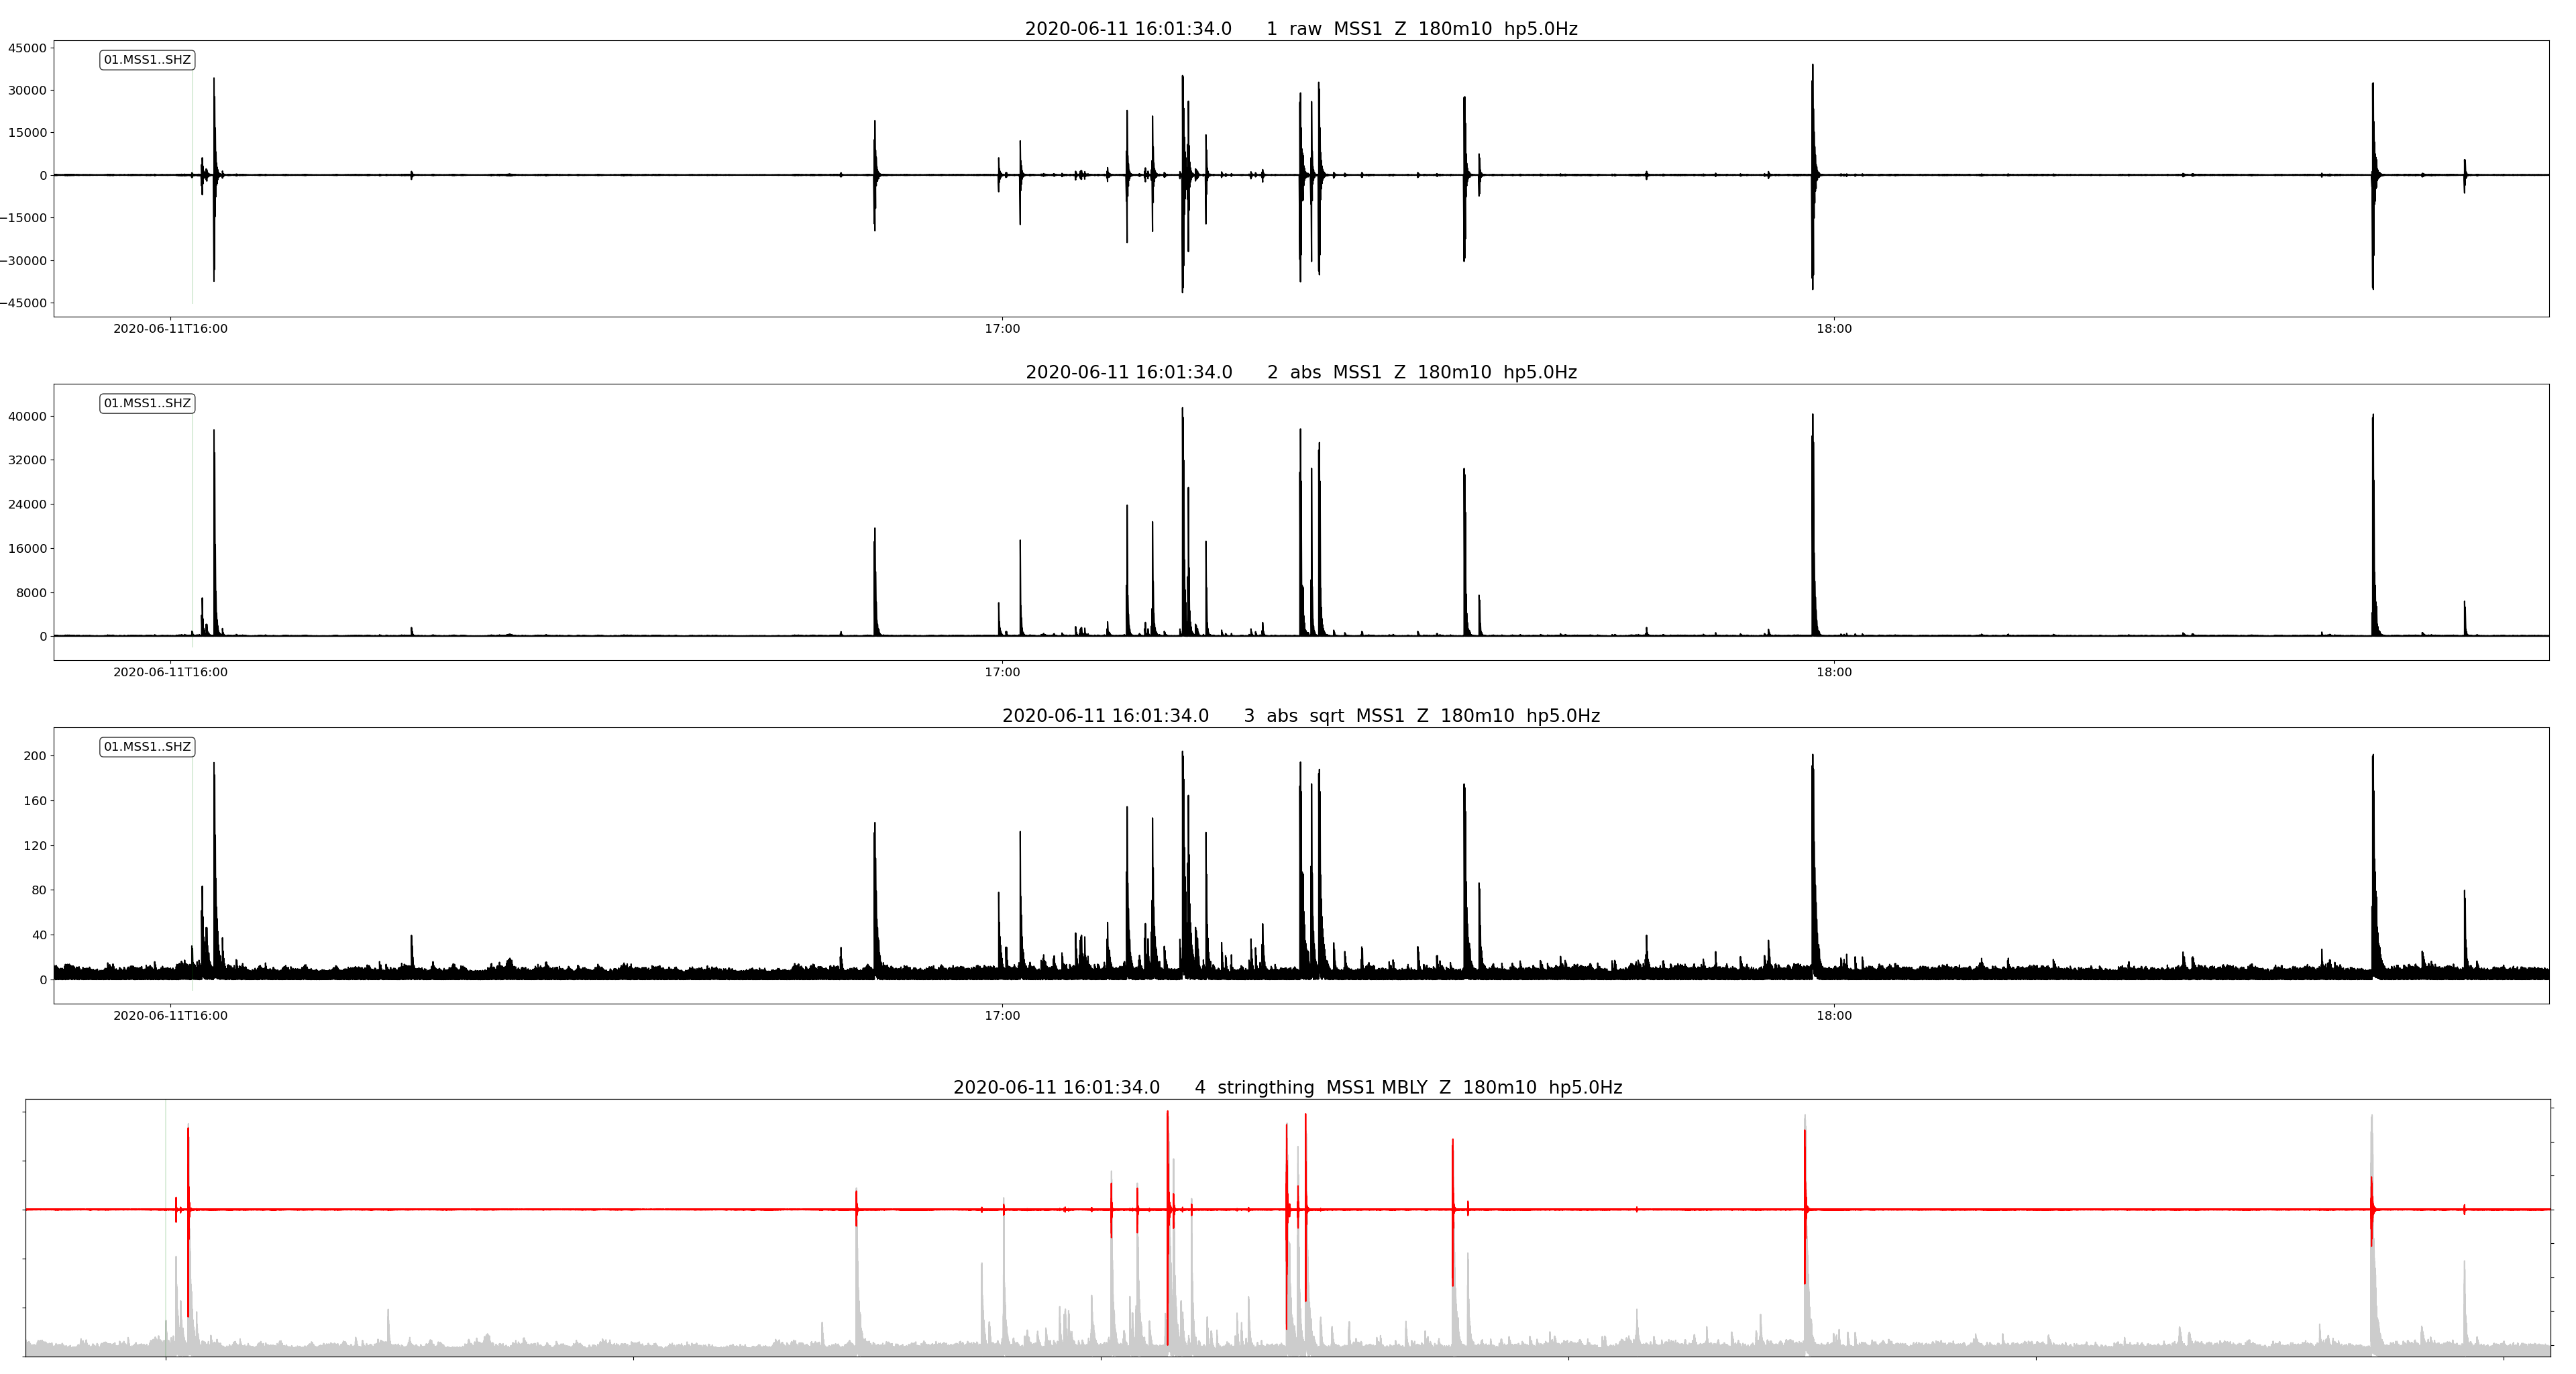 2020-06-11 16:01:34.0 1 raw MSS1 Z 180m10 hp5.0Hz
01.MSS1..SHZ
45000
30000
15000
0
−15000
−30000
−45000
2020-06-11T16:00 17:00 18:00
2020-06-11 16:01:34.0 2 abs MSS1 Z 180m10 hp5.0Hz
01.MSS1..SHZ
40000
32000
24000
16000
8000
0
2020-06-11T16:00 17:00 18:00
2020-06-11 16:01:34.0 3 abs sqrt MSS1 Z 180m10 hp5.0Hz
01.MSS1..SHZ
200
160
120
80
40
0
2020-06-11T16:00 17:00 18:00
2020-06-11 16:01:34.0 4 stringthing MSS1 MBLY Z 180m10 hp5.0Hz